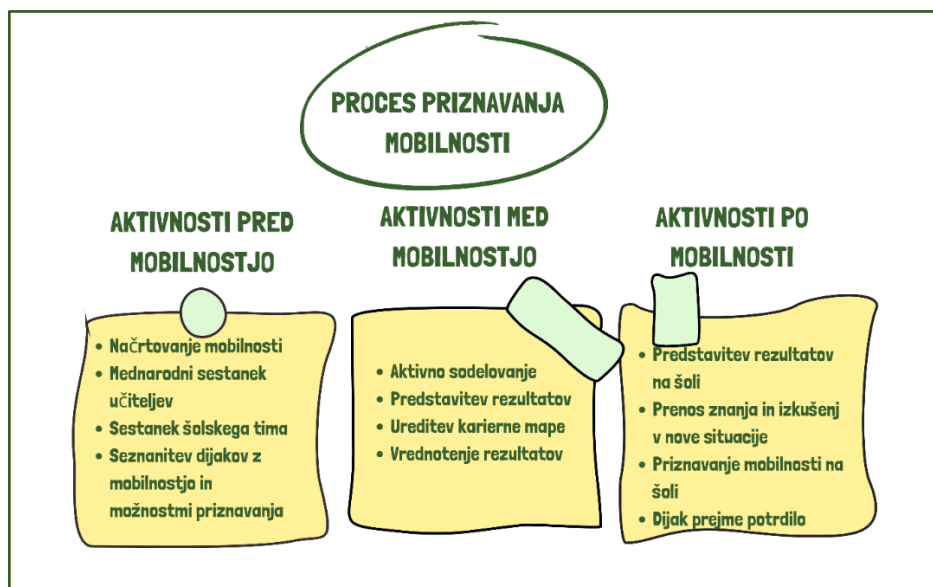 PROCES PRIZNAVANJA
MOBILNOSTI
AKTIVNOSTI PRED
MOBILNOSTJO
• Načrtovanje mobilnosti
• Mednarodni sestanek
učiteljev
• Sestanek šolskega tima
• Seznanitev dijakov z
mobilnostjo in
možnostmi priznavanja
AKTIVNOSTI MED
MOBILNOSTJO
• Aktivno sodelovanje
• Predstavitev rezultatov
• Ureditev karierne mape
• Vrednotenje rezultatov
AKTIVNOSTI PO
MOBILNOSTI
• Predstavitev rezultatov
na šoli
• Prenos znanja in izkušenj
v nove situacije
• Priznavanje mobilnosti na
šoli
• Dijak prejme potrdilo